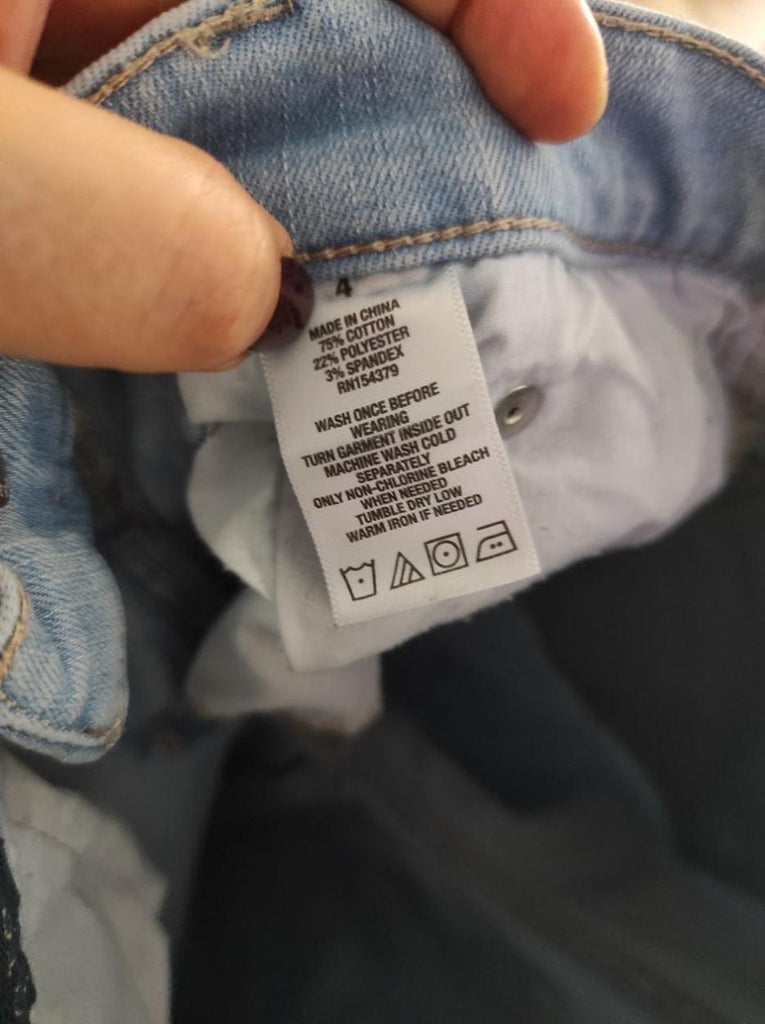 4
MADE IN CHINA
75% COTTON
22% POLYESTER
3% SPANDEX
RN154379
WASH ONCE BEFORE
WEARING
TURN GARMENT INSIDE OUT
MACHINE WASH COLD
SEPARATELY
ONLY NON-CHLORINE BLEACH
WHEN NEEDED
TUMBLE DRY LOW
WARM IRON IF NEEDED